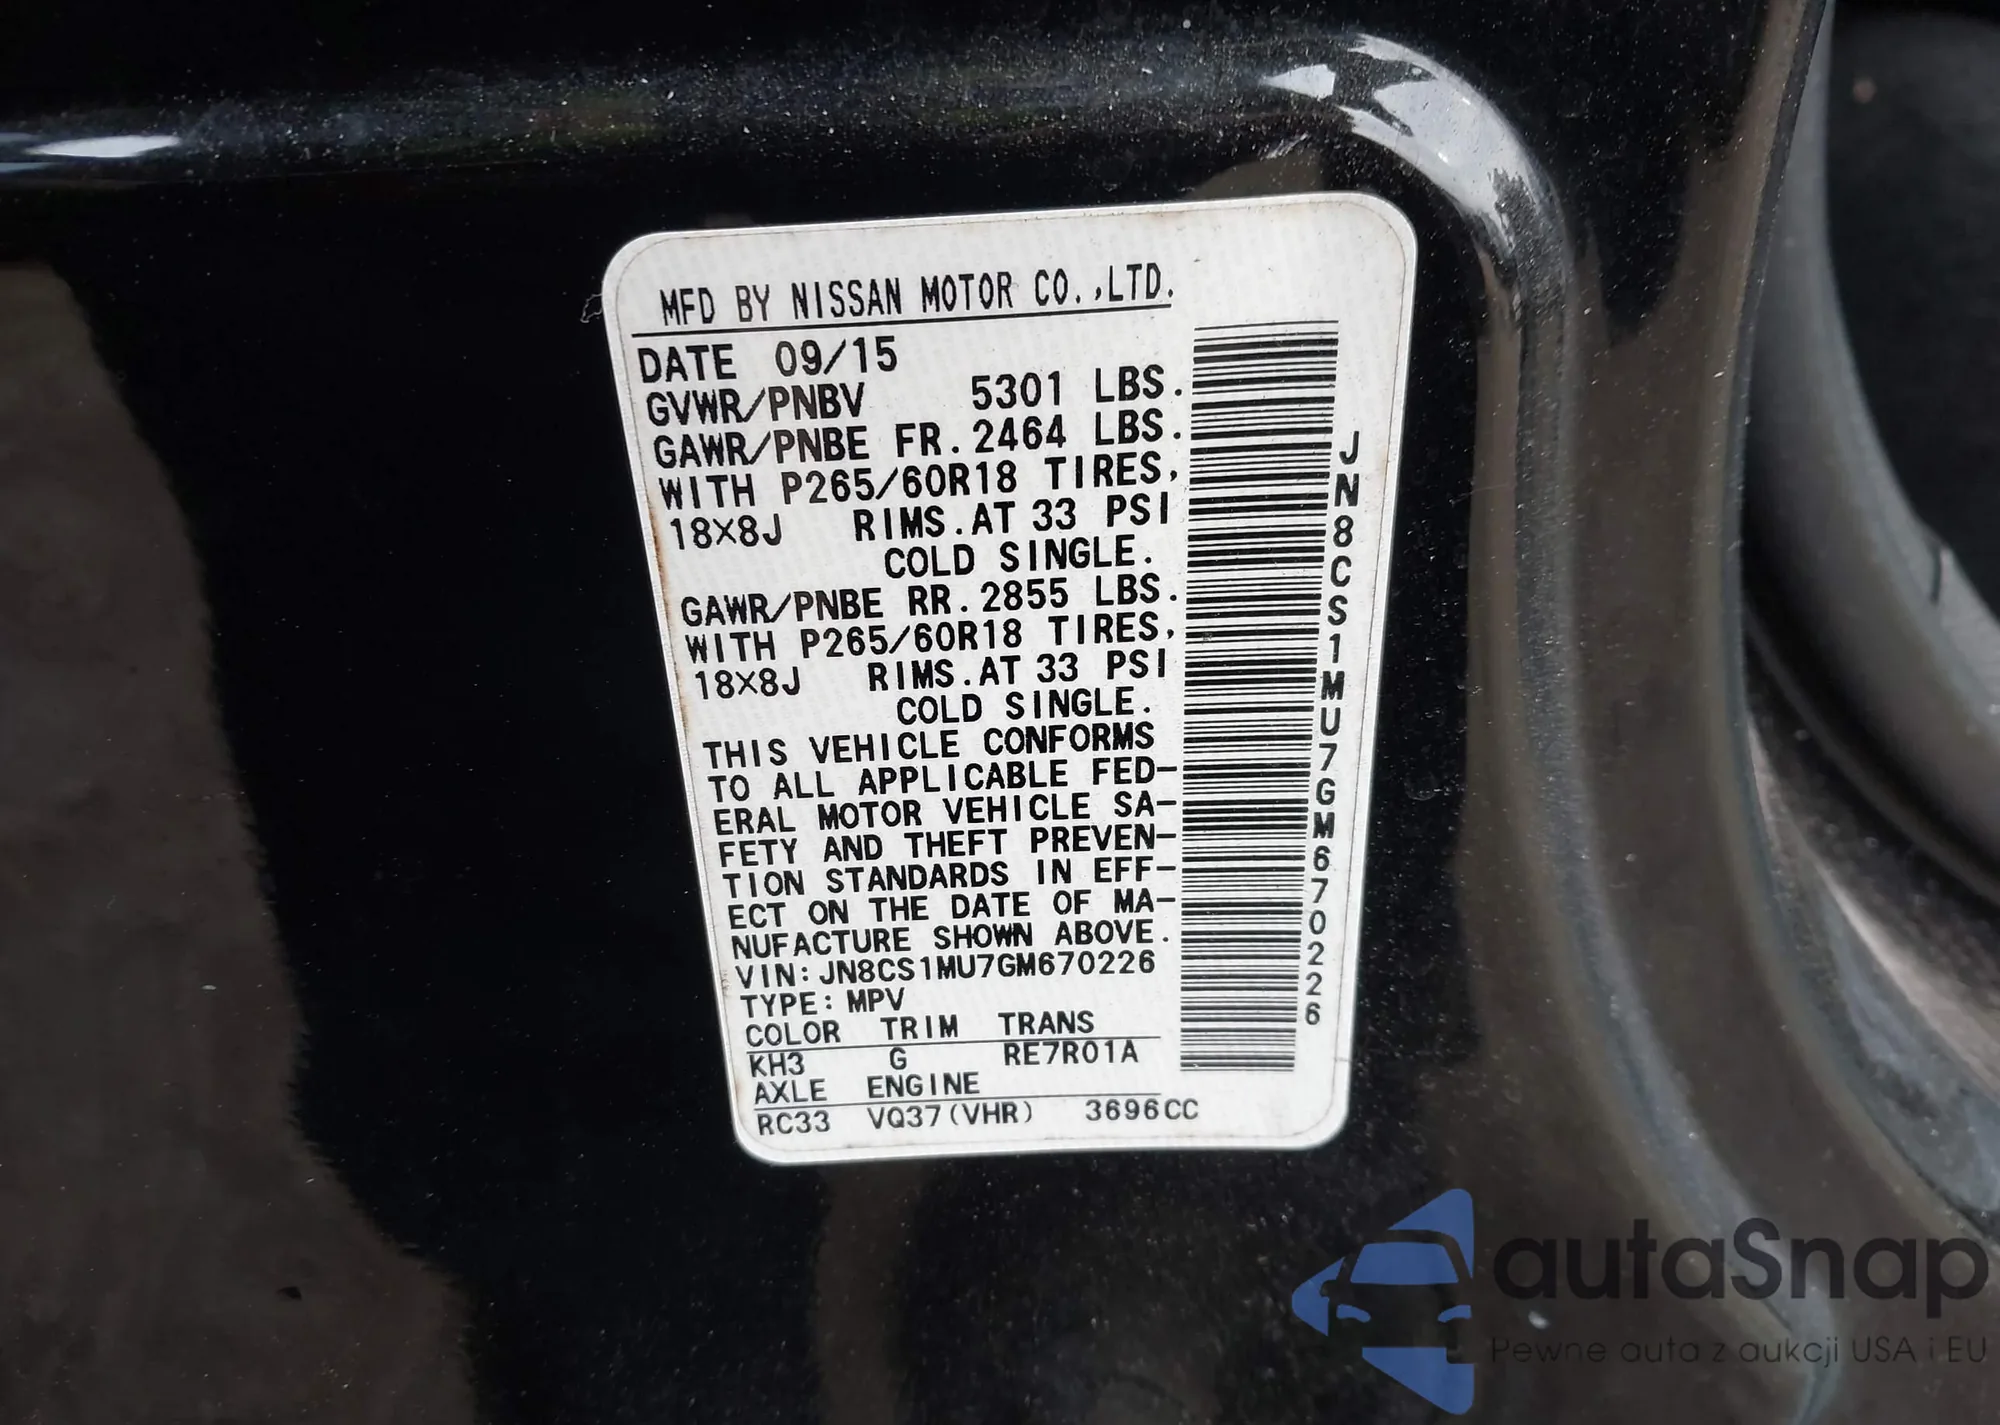 MFD BY NISSAN MOTOR CO.,LTD.
DATE 09/15
GVWR/PNBV 5301 LBS.
GAWR/PNBE FR.2464 LBS.
WITH P265/60R18 TIRES,
18X8J RIMS.AT 33 PSI
COLD SINGLE.
GAWR/PNBE RR.2855 LBS.
WITH P265/60R18 TIRES,
18X8J RIMS.AT 33 PSI
COLD SINGLE.
THIS VEHICLE CONFORMS
TO ALL APPLICABLE FED-
ERAL MOTOR VEHICLE SA-
FETY AND THEFT PREVEN-
TION STANDARDS IN EFF-
ECT ON THE DATE OF MA-
NUFACTURE SHOWN ABOVE.
VIN:JN8CS1MU7GM670226
TYPE:MPV
COLOR TRIM TRANS
KH3 G RE7R01A
AXLE ENGINE
RC33 VQ37(VHR) 3696CC
JN8CS1MU7GM670226
autaSnap
Pewne auta z aukcji USA i EU